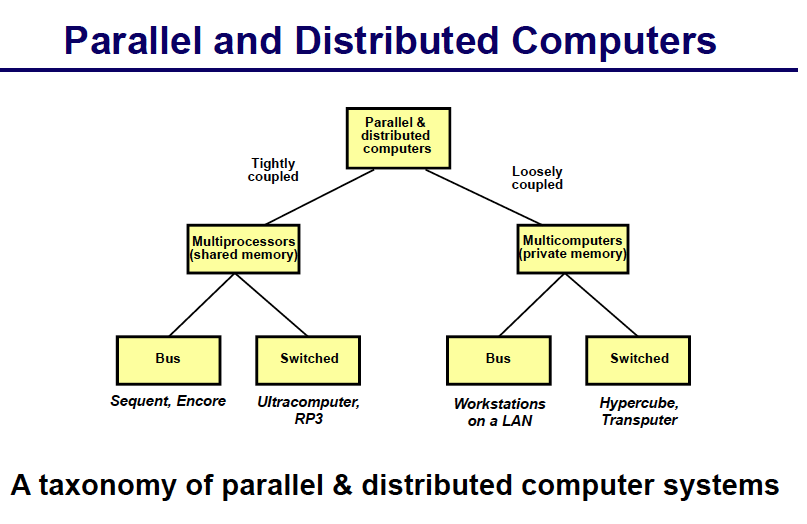 Parallel and Distributed Computers
Parallel &
distributed
computers
Tightly
coupled
Loosely
coupled
Multiprocessors
(shared memory)
Multicomputers
(private memory)
Bus
Switched
Bus
Switched
Sequent, Encore
Ultracomputer,
RP3
Workstations
on a LAN
Hypercube,
Transputer
A taxonomy of parallel & distributed computer systems